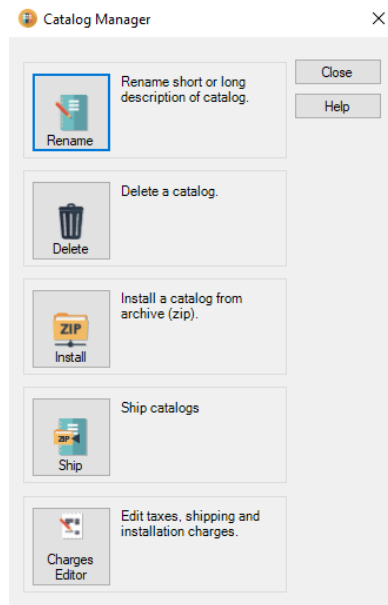 Catalog Manager
Close
Help
Rename short or long
description of catalog.
Rename
Delete a catalog.
Delete
Install a catalog from
archive (zip).
ZIP
Install
Ship catalogs
ZIP
Ship
Edit taxes, shipping and
installation charges.
Charges
Editor